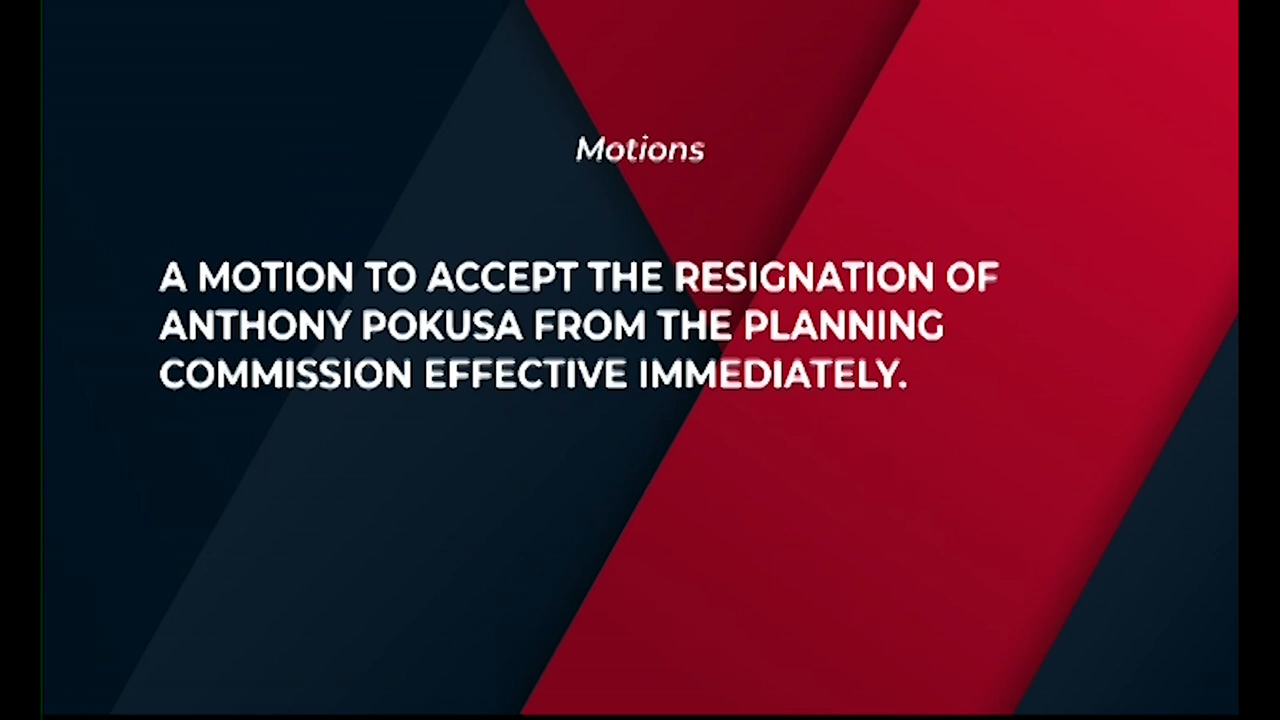 Motions
A MOTION TO ACCEPT THE RESIGNATION OF
ANTHONY POKUSA FROM THE PLANNING
COMMISSION EFFECTIVE IMMEDIATELY.